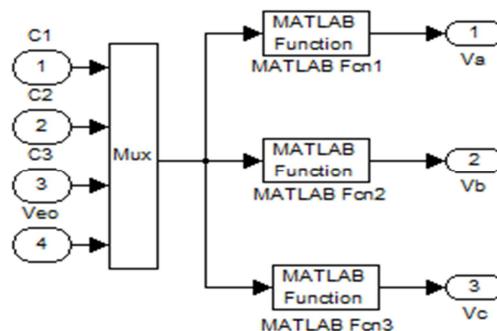 C1
1
C2
2
C3
3
Veo
4
Mux
MATLAB
Function
MATLAB Fcn1
1
Va
MATLAB
Function
MATLAB Fcn2
2
Vb
MATLAB
Function
MATLAB Fcn3
3
Vc